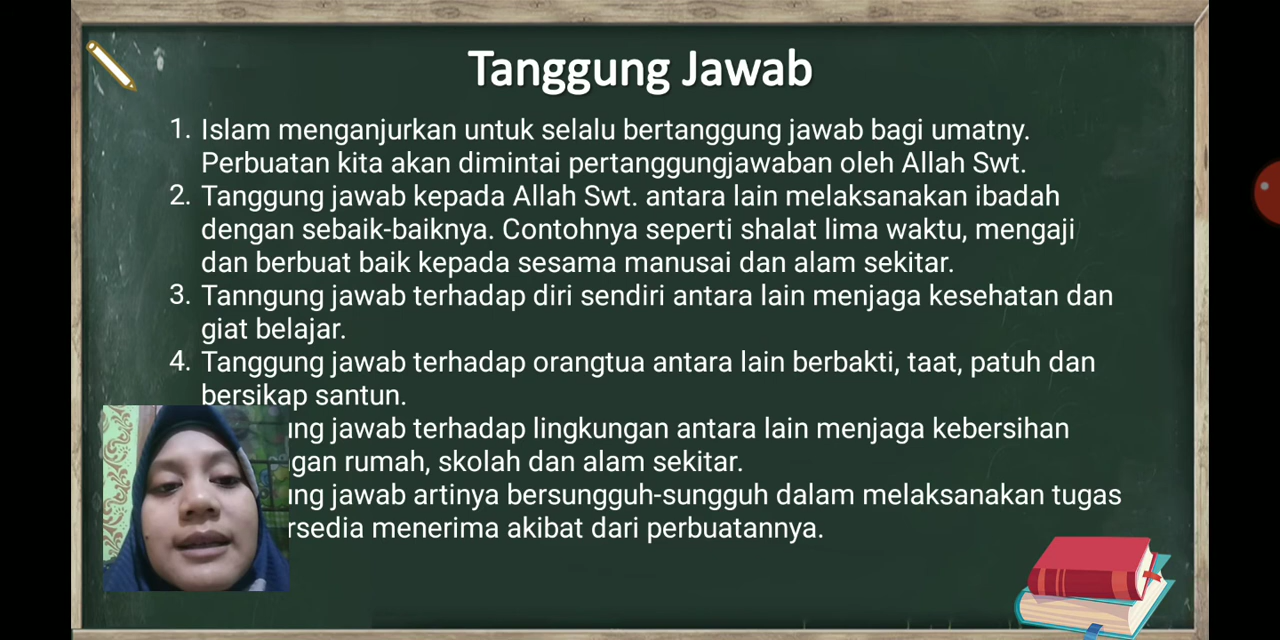 Tanggung Jawab
1. Islam menganjurkan untuk selalu bertanggung jawab bagi umatny.
Perbuatan kita akan dimintai pertanggungjawaban oleh Allah Swt.
2. Tanggung jawab kepada Allah Swt. antara lain melaksanakan ibadah
dengan sebaik-baiknya. Contohnya seperti shalat lima waktu, mengaji
dan berbuat baik kepada sesama manusai dan alam sekitar.
3. Tanngung jawab terhadap diri sendiri antara lain menjaga kesehatan dan
giat belajar.
4. Tanggung jawab terhadap orangtua antara lain berbakti, taat, patuh dan
bersikap santun.
ung jawab terhadap lingkungan antara lain menjaga kebersihan
gan rumah, skolah dan alam sekitar.
ung jawab artinya bersungguh-sungguh dalam melaksanakan tugas
rsedia menerima akibat dari perbuatannya.